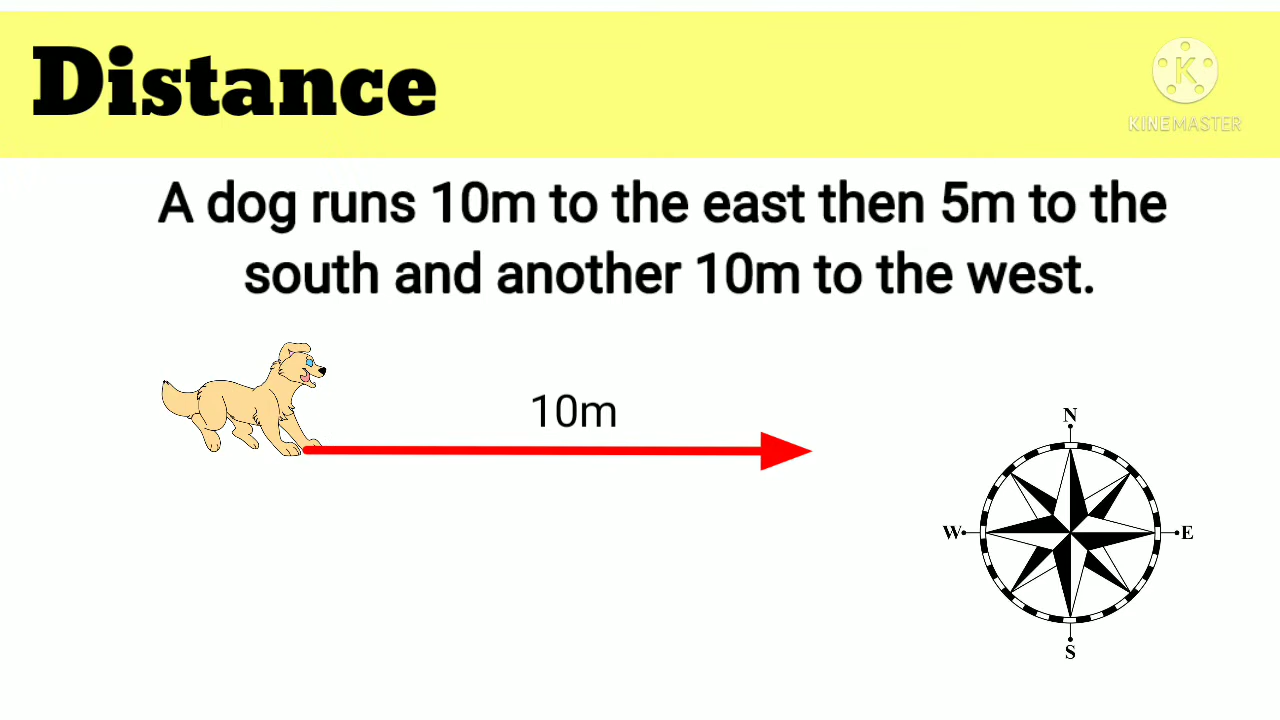 Distance
K
KINEMASTER
A dog runs 10m to the east then 5m to the
south and another 10m to the west.
10m
N
W
E
S